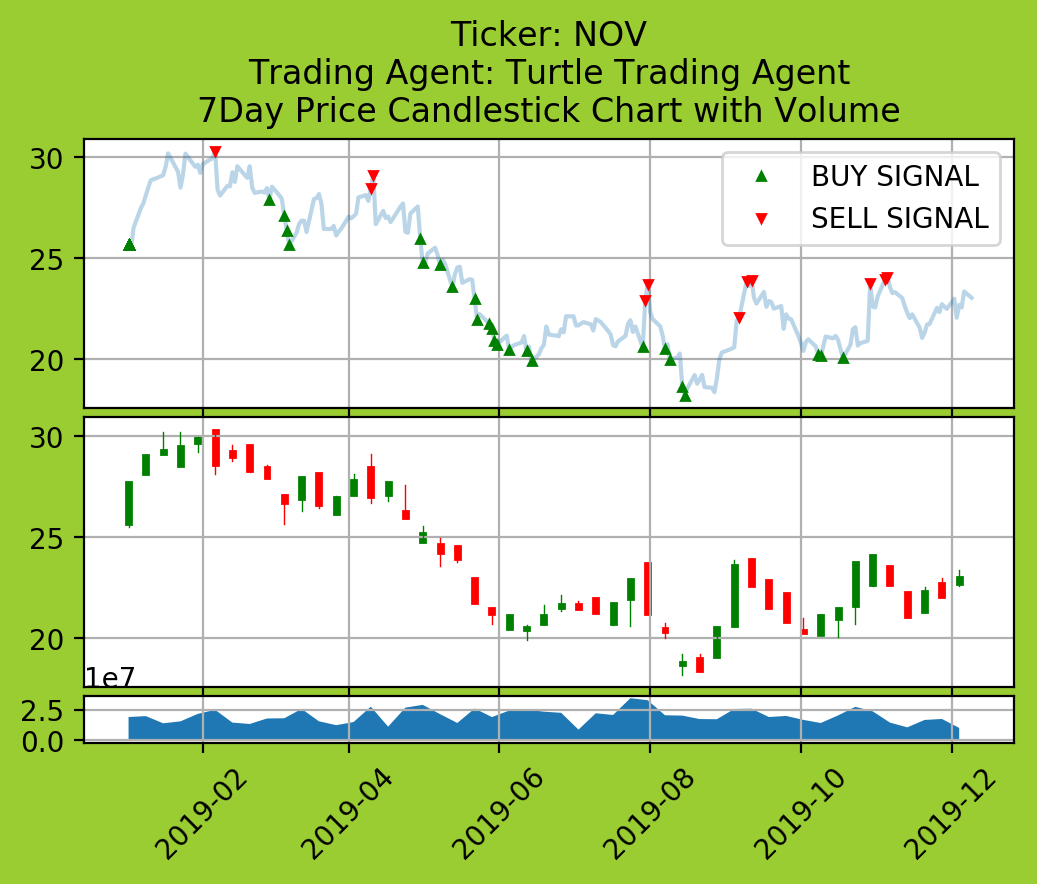 Ticker: NOV
Trading Agent: Turtle Trading Agent
7Day Price Candlestick Chart with Volume
30
25
20
BUY SIGNAL
SELL SIGNAL
30
25
20
1e7
2.5
0.0
2019-02
2019-04
2019-06
2019-08
2019-10
2019-12